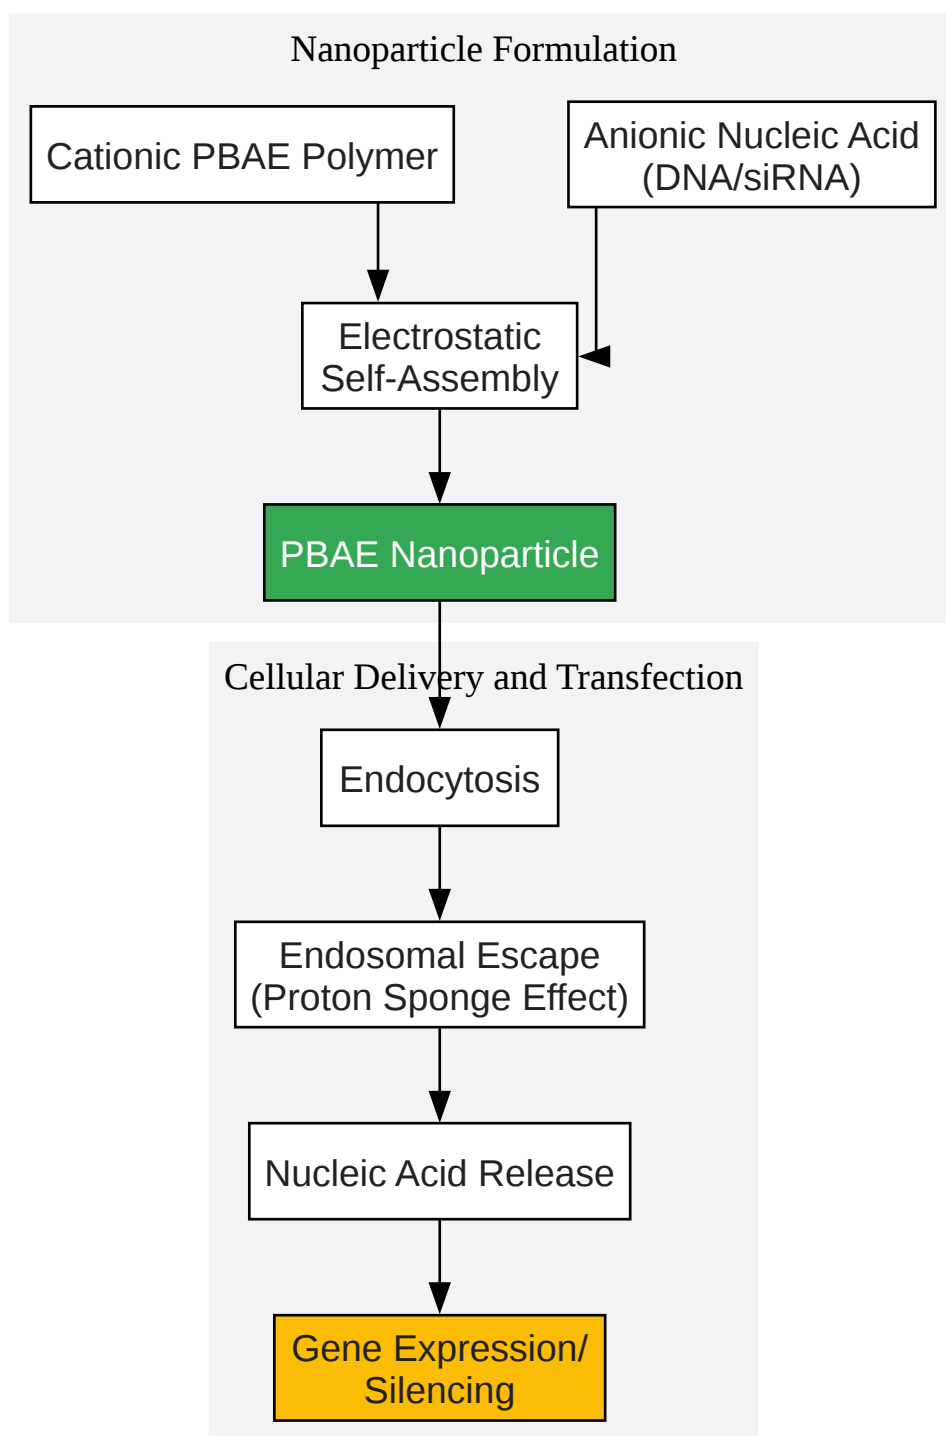 Nanoparticle Formulation
Cationic PBAE Polymer
Anionic Nucleic Acid
(DNA/siRNA)
Electrostatic
Self-Assembly
PBAE Nanoparticle
Cellular Delivery and Transfection
Endocytosis
Endosomal Escape
(Proton Sponge Effect)
Nucleic Acid Release
Gene Expression/
Silencing